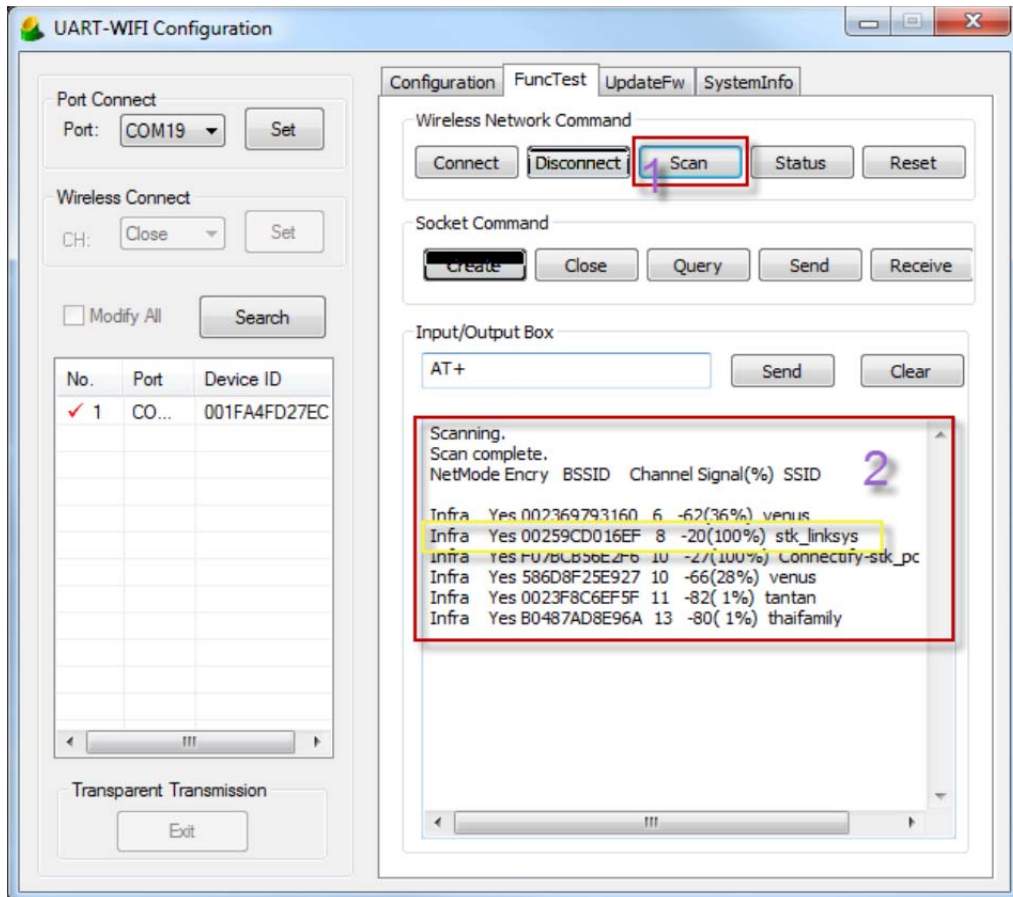 UART-WIFI Configuration
Port Connect
Port: COM19 Set
Wireless Connect
CH: Close Set
Modify All Search
No. Port Device ID
1 CO... 001FA4FD27EC
Transparent Transmission
Exit
Configuration FuncTest UpdateFw SystemInfo
Wireless Network Command
Connect Disconnect Scan Status Reset
1
Socket Command
Create Close Query Send Receive
Input/Output Box
AT+ Send Clear
2
Scanning.
Scan complete.
NetMode Encry BSSID Channel Signal(%) SSID
Infra Yes 002369793160 6 -62(36%) venus
Infra Yes 00259CD016EF 8 -20(100%) stk_linksys
Infra Yes F07BCB56E2F6 10 -27(100%) Connectify-stk_pc
Infra Yes 586D8F25E927 10 -66(28%) venus
Infra Yes 0023F8C6EF5F 11 -82( 1%) tantan
Infra Yes B0487AD8E96A 13 -80( 1%) thaifamily